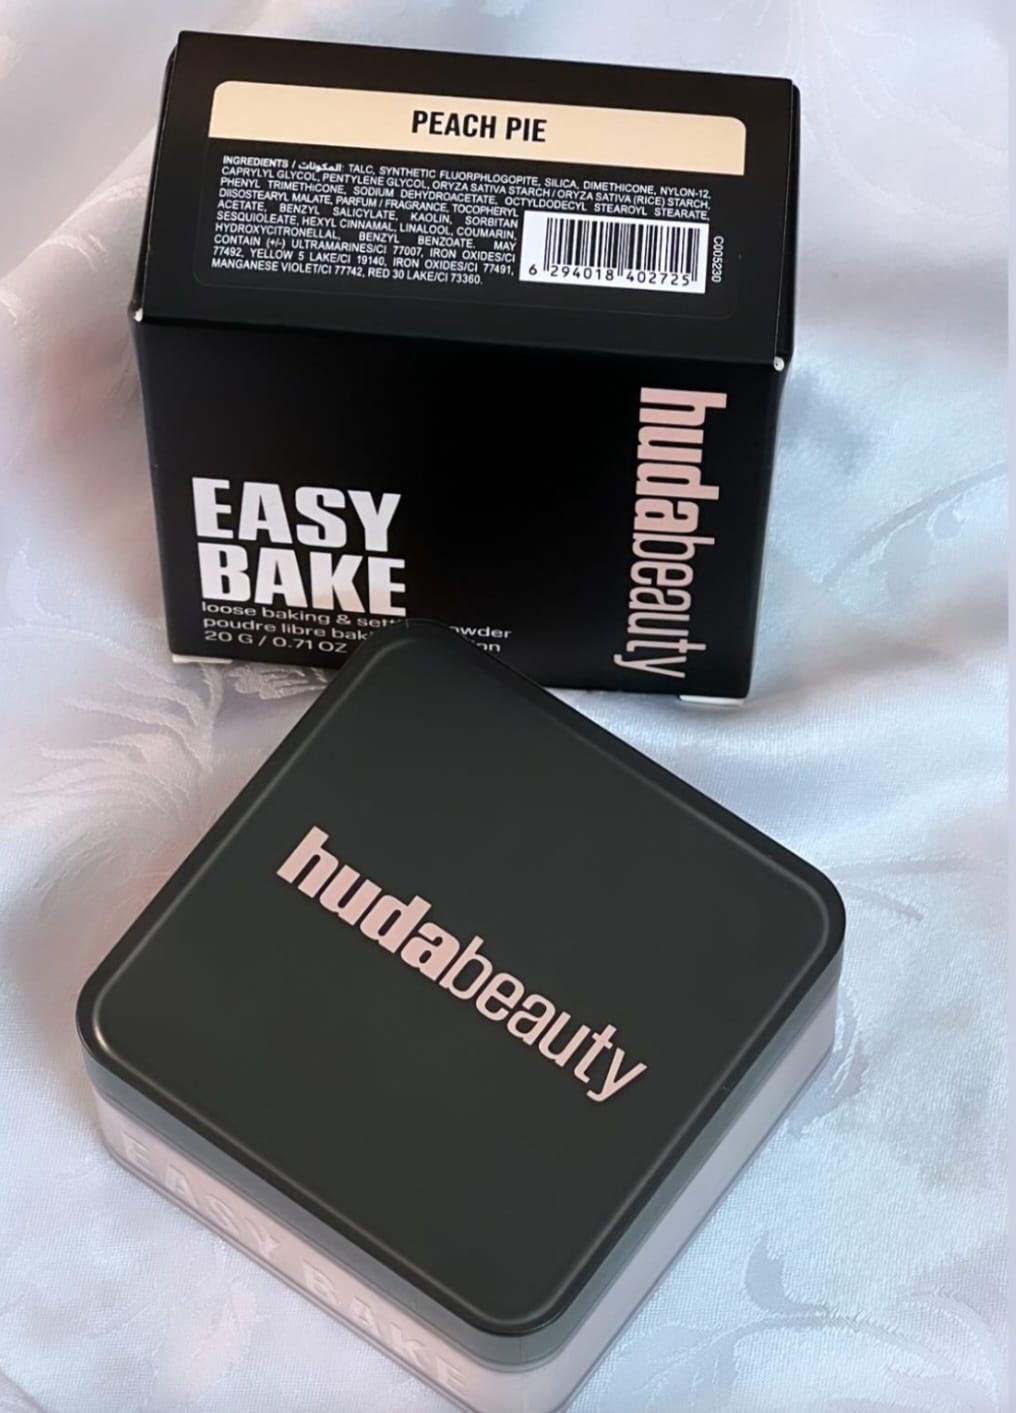 PEACH PIE
INGREDIENTS / المكونات: TALC, SYNTHETIC FLUORPHLOGOPITE, SILICA, DIMETHICONE, NYLON-12,
CAPRYLYL GLYCOL, PENTYLENE GLYCOL, ORYZA SATIVA STARCH / ORYZA SATIVA (RICE) STARCH,
PHENYL TRIMETHICONE, SODIUM DEHYDROACETATE, OCTYLDODECYL STEAROYL STEARATE,
DIISOSTEARYL MALATE, PARFUM / FRAGRANCE, TOCOPHERYL
ACETATE, BENZYL SALICYLATE, KAOLIN, SORBITAN
SESQUIOLEATE, HEXYL CINNAMAL, LINALOOL, COUMARIN,
HYDROXYCITRONELLAL, BENZYL BENZOATE. MAY
CONTAIN (+/-) ULTRAMARINES/CI 77007, IRON OXIDES/CI
77492, YELLOW 5 LAKE/CI 19140, IRON OXIDES/CI 77491,
MANGANESE VIOLET/CI 77742, RED 30 LAKE/CI 73360.
6 294018 402725
C005230
hudabeauty
EASY
BAKE
loose baking & powder
poudre libre
20 G / 0.71 OZ
hudabeauty
EASY BAKE